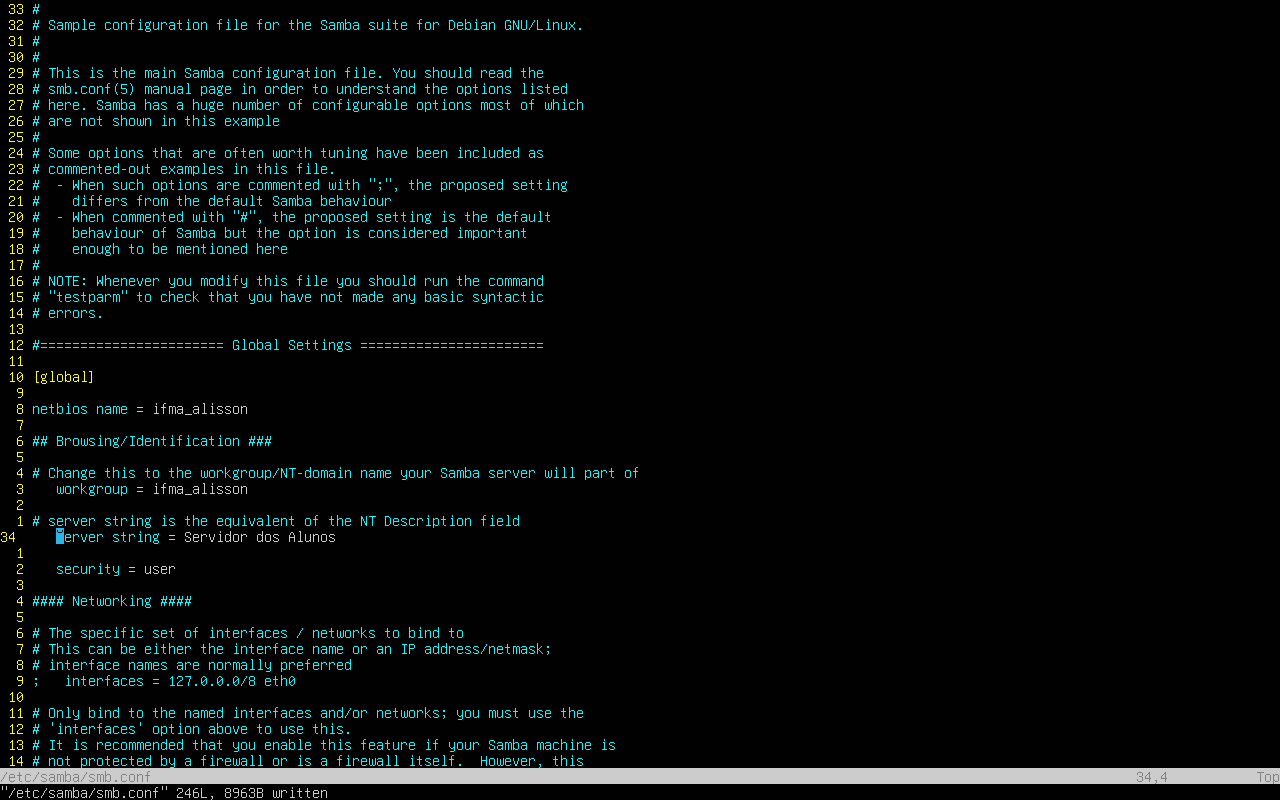 33 #
32 # Sample configuration file for the Samba suite for Debian GNU/Linux.
31 #
30 #
29 # This is the main Samba configuration file. You should read the
28 # smb.conf(5) manual page in order to understand the options listed
27 # here. Samba has a huge number of configurable options most of which
26 # are not shown in this example
25 #
24 # Some options that are often worth tuning have been included as
23 # commented-out examples in this file.
22 #  - When such options are commented with ";", the proposed setting
21 #    differs from the default Samba behaviour
20 #  - When commented with "#", the proposed setting is the default
19 #    behaviour of Samba but the option is considered important
18 #    enough to be mentioned here
17 #
16 # NOTE: Whenever you modify this file you should run the command
15 # "testparm" to check that you have not made any basic syntactic
14 # errors.
13
12 #======================= Global Settings =======================
11
10 [global]
9
8 netbios name = ifma_alisson
7
6 ## Browsing/Identification ###
5
4 # Change this to the workgroup/NT-domain name your Samba server will part of
3    workgroup = ifma_alisson
2
1 # server string is the equivalent of the NT Description field
34    server string = Servidor dos Alunos
1
2    security = user
3
4 #### Networking ####
5
6 # The specific set of interfaces / networks to bind to
7 # This can be either the interface name or an IP address/netmask;
8 # interface names are normally preferred
9 ;   interfaces = 127.0.0.0/8 eth0
10
11 # Only bind to the named interfaces and/or networks; you must use the
12 # 'interfaces' option above to use this.
13 # It is recommended that you enable this feature if your Samba machine is
14 # not protected by a firewall or is a firewall itself.  However, this
/etc/samba/smb.conf 34,4 Top
"/etc/samba/smb.conf" 246L, 8963B written